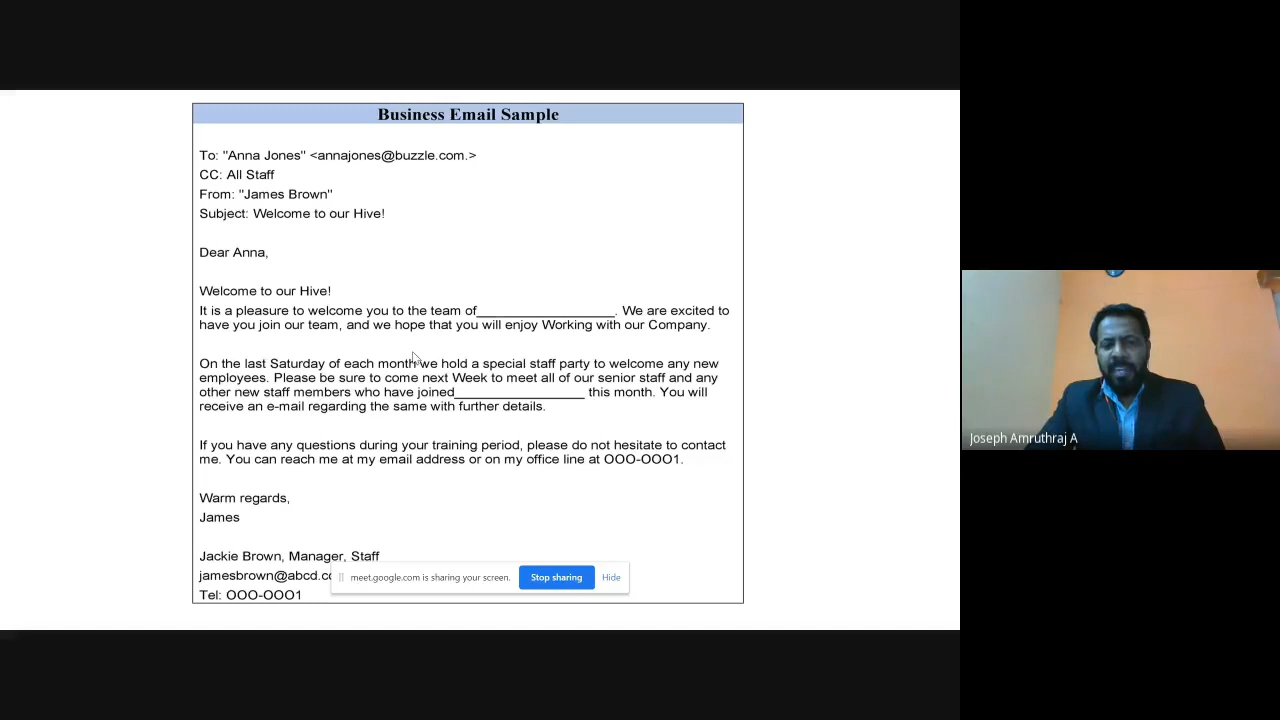 Business Email Sample
To: "Anna Jones" <annajones@buzzle.com.>
CC: All Staff
From: "James Brown"
Subject: Welcome to our Hive!
Dear Anna,
Welcome to our Hive!
It is a pleasure to welcome you to the team of__________________. We are excited to
have you join our team, and we hope that you will enjoy Working with our Company.
On the last Saturday of each month we hold a special staff party to welcome any new
employees. Please be sure to come next Week to meet all of our senior staff and any
other new staff members who have joined_________________ this month. You will
receive an e-mail regarding the same with further details.
If you have any questions during your training period, please do not hesitate to contact
me. You can reach me at my email address or on my office line at OOO-OOO1.
Warm regards,
James
Jackie Brown, Manager, Staff
jamesbrown@abcd.co
meet.google.com is sharing your screen. Stop sharing Hide
Tel: OOO-OOO1
Joseph Amruthraj A